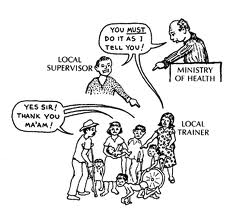 YOU MUST
DO IT AS I
TELL YOU!
LOCAL
SUPERVISOR
MINISTRY
OF HEALTH
YES SIR!
THANK YOU
MA'AM!
LOCAL
TRAINER